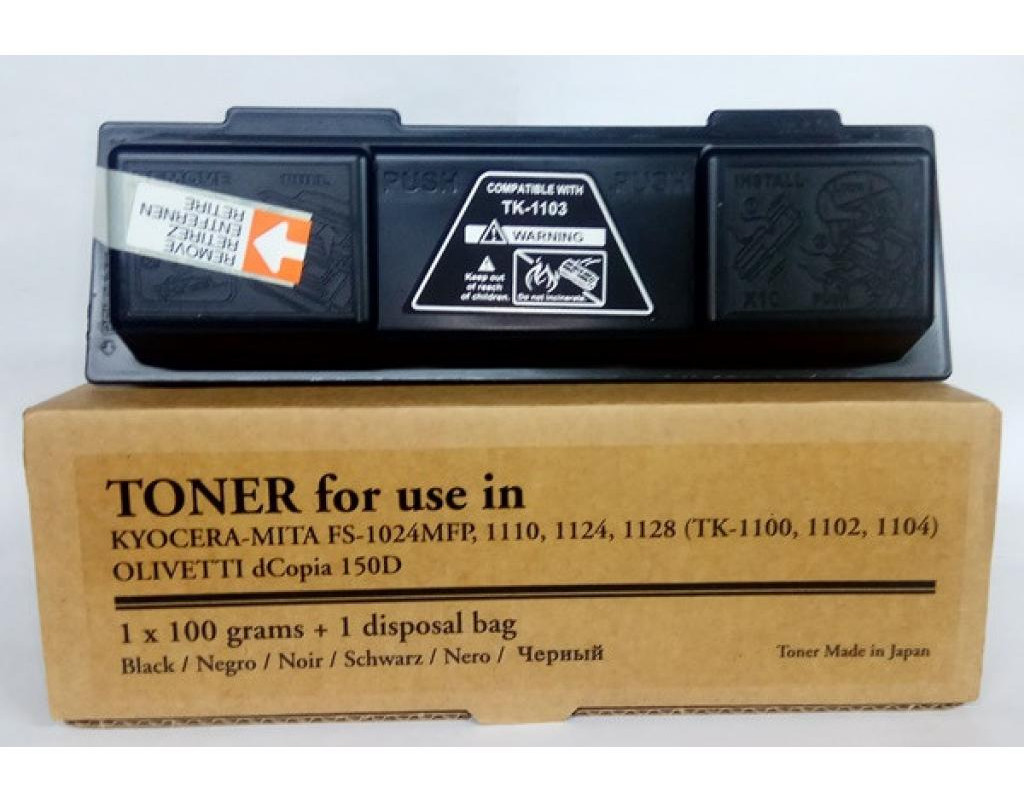 REMOVE
PUSH
PUSH
INSTALL
X10
COMPATIBLE WITH
TK-1103
WARNING
Keep out
of reach
of children.
Do not incinerate.
REMOVE
RETIREZ
ENTFERNEN
RETIRE
TONER for use in
KYOCERA-MITA FS-1024MFP, 1110, 1124, 1128 (TK-1100, 1102, 1104)
OLIVETTI dCopia 150D
1 x 100 grams + 1 disposal bag
Black / Negro / Noir / Schwarz / Nero / Черный
Toner Made in Japan